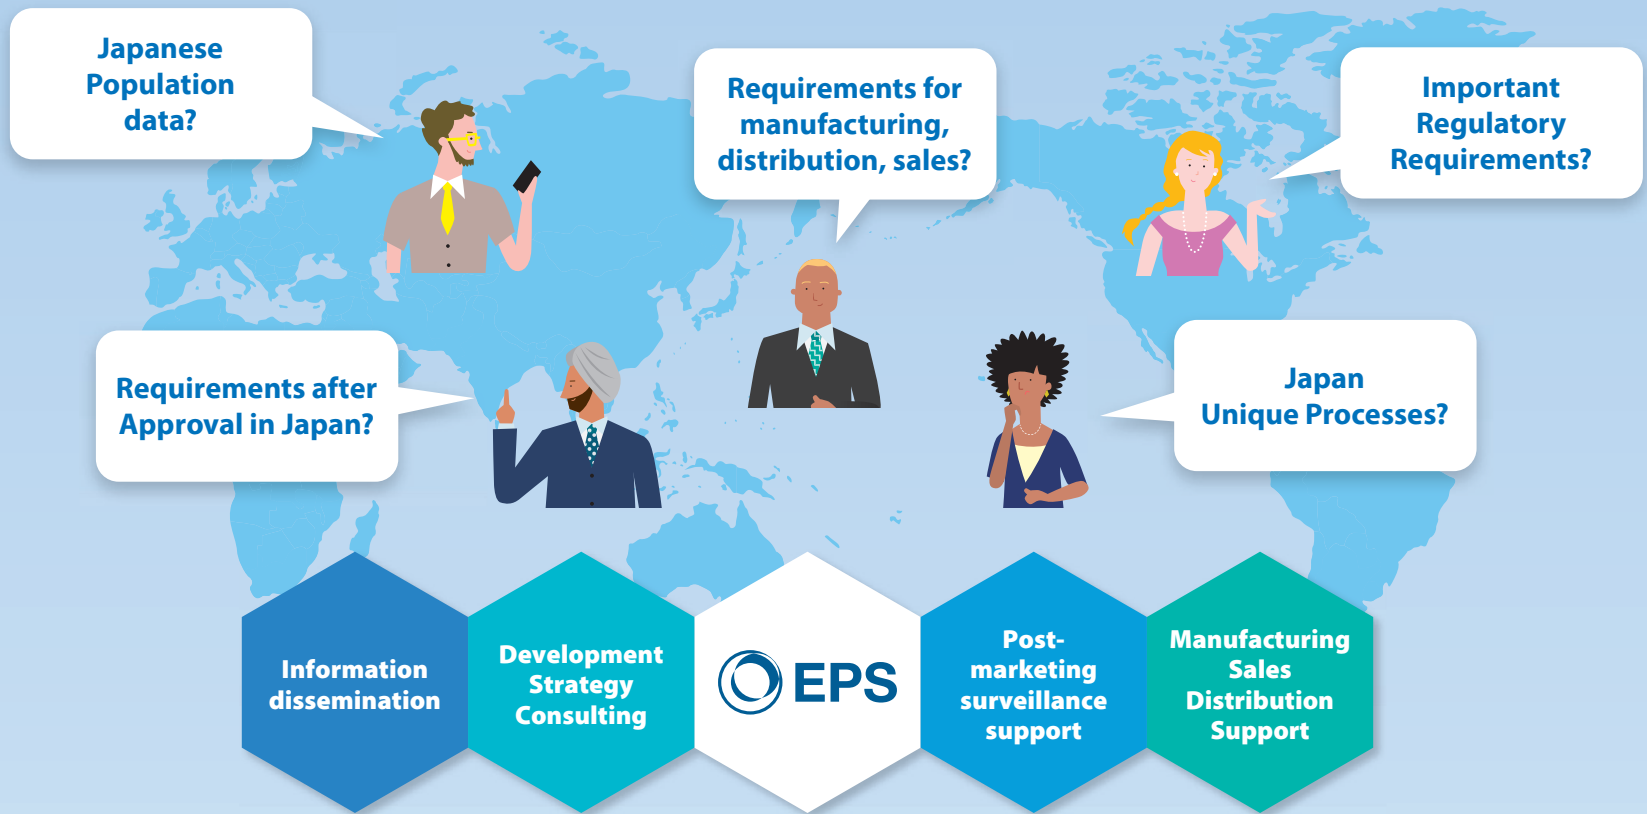 Japanese
Population
data?
Requirements for
manufacturing,
distribution, sales?
Important
Regulatory
Requirements?
Requirements after
Approval in Japan?
Japan
Unique Processes?
Information
dissemination
Development
Strategy
Consulting
EPS
Post-
marketing
surveillance
support
Manufacturing
Sales
Distribution
Support